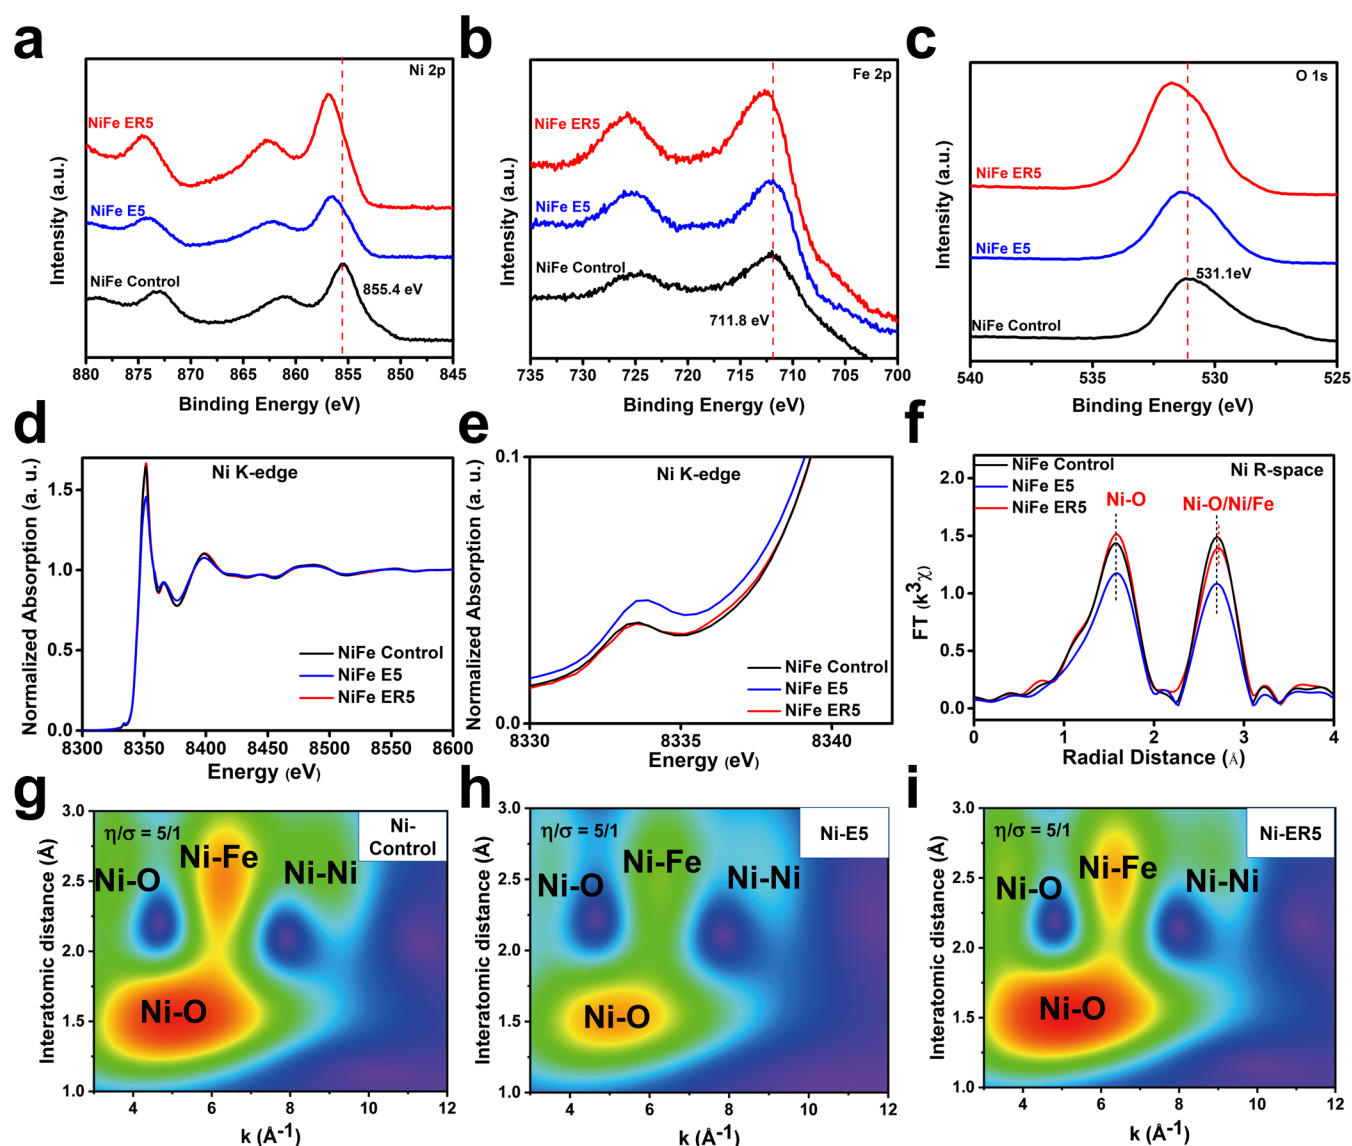 a
Ni 2p
NiFe ER5
NiFe E5
NiFe Control
855.4 eV
Intensity (a.u.)
880 875 870 865 860 855 850 845
Binding Energy (eV)
b
Fe 2p
NiFe ER5
NiFe E5
NiFe Control
711.8 eV
Intensity (a.u.)
735 730 725 720 715 710 705 700
Binding Energy (eV)
c
O 1s
NiFe ER5
NiFe E5
531.1eV
NiFe Control
Intensity (a.u.)
540 535 530 525
Binding Energy (eV)
d
Ni K-edge
Normalized Absorption (a. u.)
1.5
1.0
0.5
0.0
NiFe Control
NiFe E5
NiFe ER5
8300 8350 8400 8450 8500 8550 8600
Energy (eV)
e
Ni K-edge
Normalized Absorption (a. u.)
0.1
0.0
NiFe Control
NiFe E5
NiFe ER5
8330 8335 8340
Energy (eV)
f
NiFe Control
NiFe E5
NiFe ER5
Ni R-space
Ni-O
Ni-O/Ni/Fe
FT (k³χ)
2.0
1.5
1.0
0.5
0.0
0 1 2 3 4
Radial Distance (Å)
g
η/σ = 5/1
Ni-
Control
Ni-Fe
Ni-O
Ni-Ni
Ni-O
Interatomic distance (Å)
3.0
2.5
2.0
1.5
1.0
4 6 8 10 12
k (Å⁻¹)
h
η/σ = 5/1
Ni-E5
Ni-Fe
Ni-O
Ni-Ni
Ni-O
Interatomic distance (Å)
3.0
2.5
2.0
1.5
1.0
4 6 8 10 12
k (Å⁻¹)
i
η/σ = 5/1
Ni-ER5
Ni-Fe
Ni-O
Ni-Ni
Ni-O
Interatomic distance (Å)
3.0
2.5
2.0
1.5
1.0
4 6 8 10 12
k (Å⁻¹)